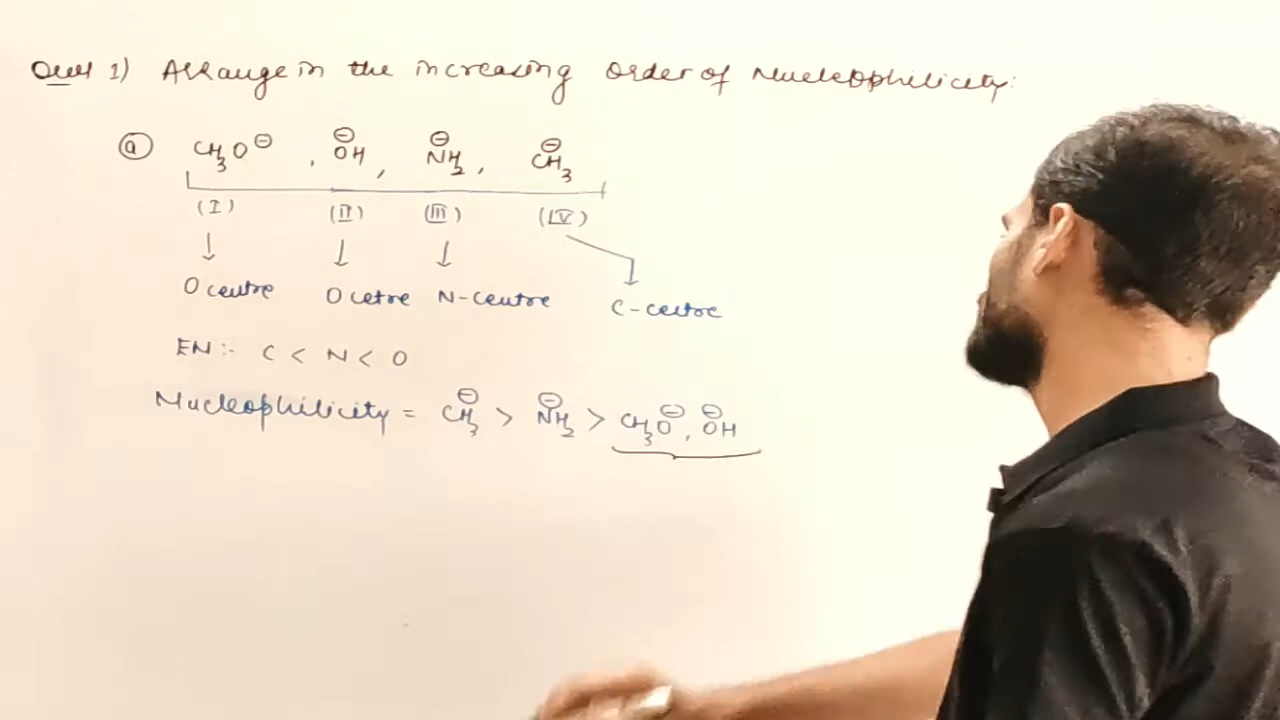 Ques 1) Arrange in the increasing order of Nucleophilicity:
(a) CH₃O⊖ , ⊖OH , ⊖NH₂ , ⊖CH₃
(I) (II) (III) (IV)
↓ ↓ ↓
O centre O cetre N-centre C-centre
EN :- C < N < O
Nucleophilicity = ⊖CH₃ > ⊖NH₂ > CH₃O⊖ , ⊖OH